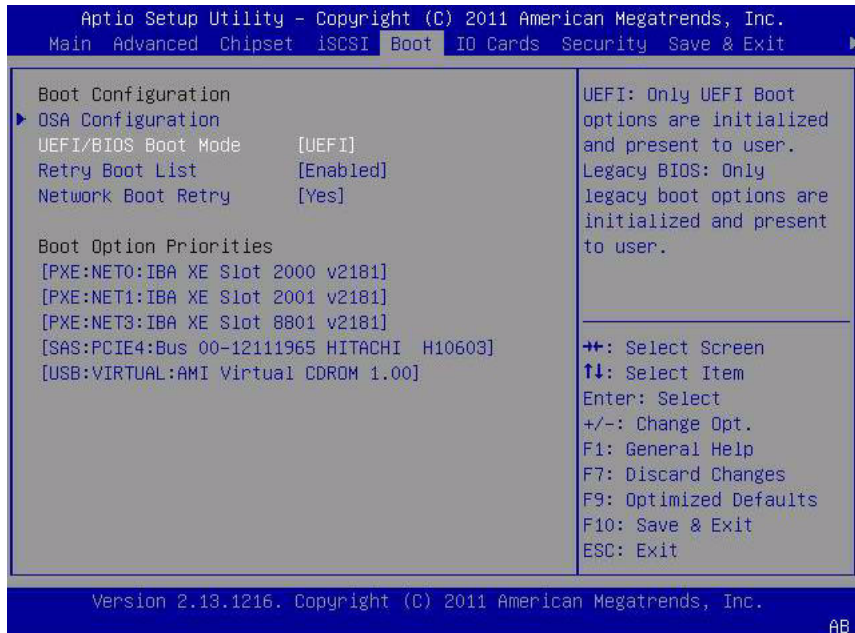 Aptio Setup Utility – Copyright (C) 2011 American Megatrends, Inc.
Main Advanced Chipset iSCSI Boot IO Cards Security Save & Exit
Boot Configuration
OSA Configuration
UEFI/BIOS Boot Mode [UEFI]
Retry Boot List [Enabled]
Network Boot Retry [Yes]
Boot Option Priorities
[PXE:NET0:IBA XE Slot 2000 v2181]
[PXE:NET1:IBA XE Slot 2001 v2181]
[PXE:NET3:IBA XE Slot 8801 v2181]
[SAS:PCIE4:Bus 00-12111965 HITACHI H10603]
[USB:VIRTUAL:AMI Virtual CDROM 1.00]
UEFI: Only UEFI Boot
options are initialized
and present to user.
Legacy BIOS: Only
legacy boot options are
initialized and present
to user.
→←: Select Screen
↑↓: Select Item
Enter: Select
+/-: Change Opt.
F1: General Help
F7: Discard Changes
F9: Optimized Defaults
F10: Save & Exit
ESC: Exit
Version 2.13.1216. Copyright (C) 2011 American Megatrends, Inc.
AB